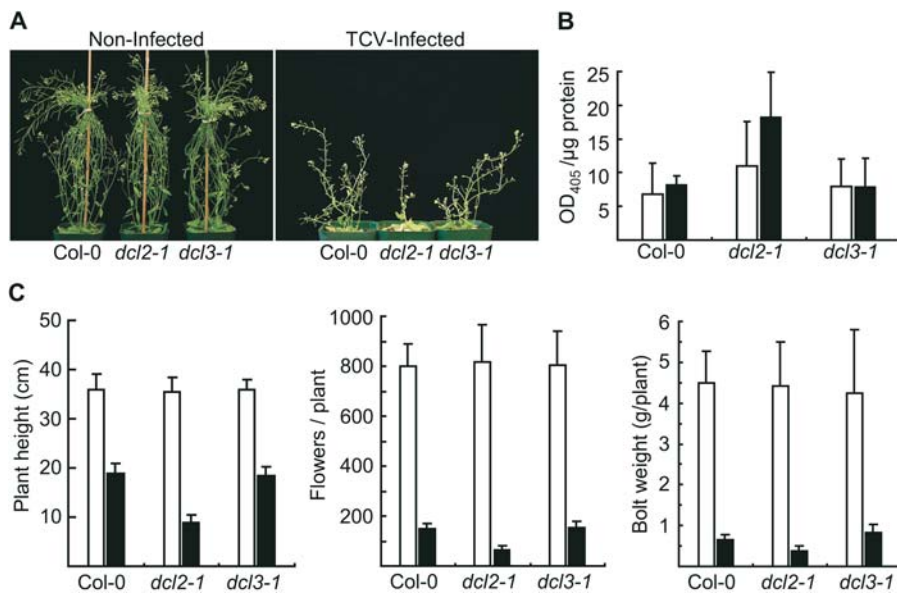 A
Non-Infected
TCV-Infected
Col-0 dcl2-1 dcl3-1
Col-0 dcl2-1 dcl3-1
B
OD405/µg protein
25
20
15
10
5
Col-0 dcl2-1 dcl3-1
C
Plant height (cm)
50
40
30
20
10
Col-0 dcl2-1 dcl3-1
Flowers / plant
1000
800
600
400
200
Col-0 dcl2-1 dcl3-1
Bolt weight (g/plant)
6
5
4
3
2
1
Col-0 dcl2-1 dcl3-1